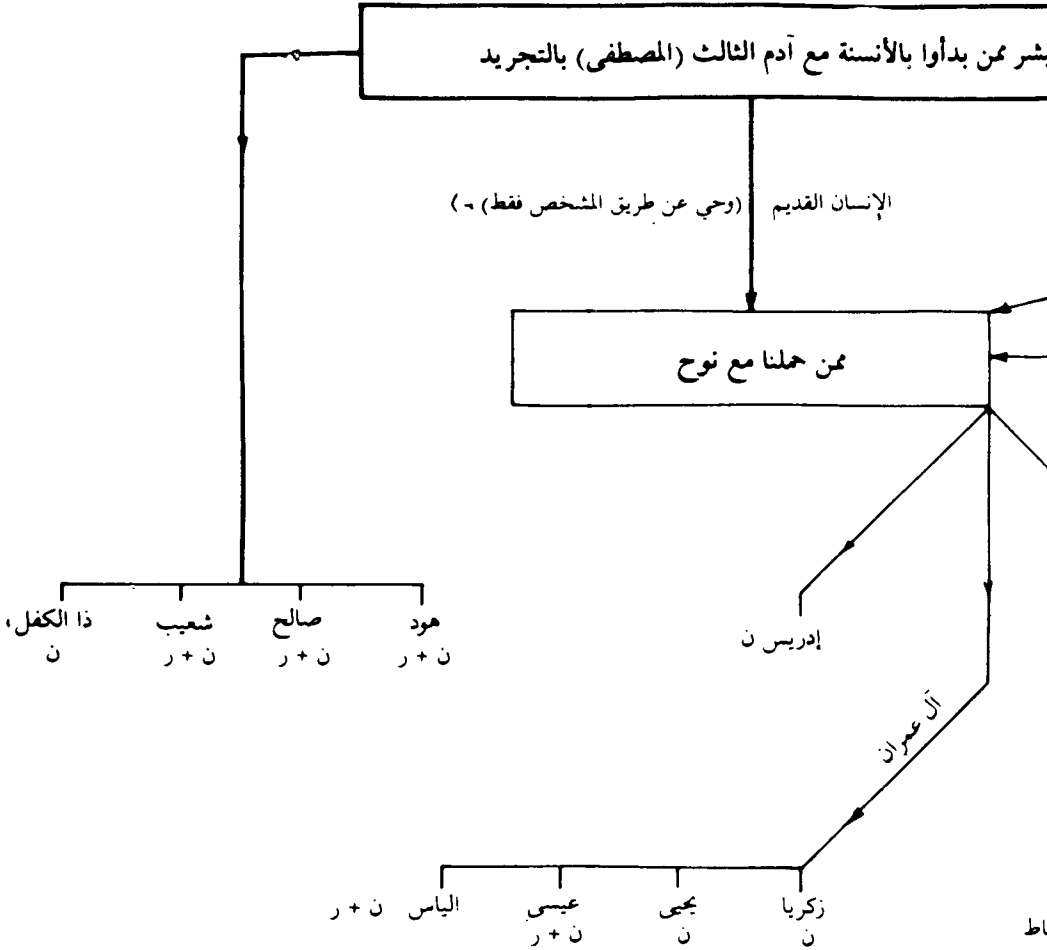 بشر ممن بدأوا بالأنسنة مع آدم الثالث (المصطفى) بالتجريد
الإنسان القديم (وحي عن طريق المشخص فقط)
ممن حملنا مع نوح
هود صالح شعيب ذا الكفل،
ن + ر ن + ر ن + ر ن
إدريس ن
آل عمران
زكريا يحيى عيسى الياس ن + ر
ن ن ن + ر